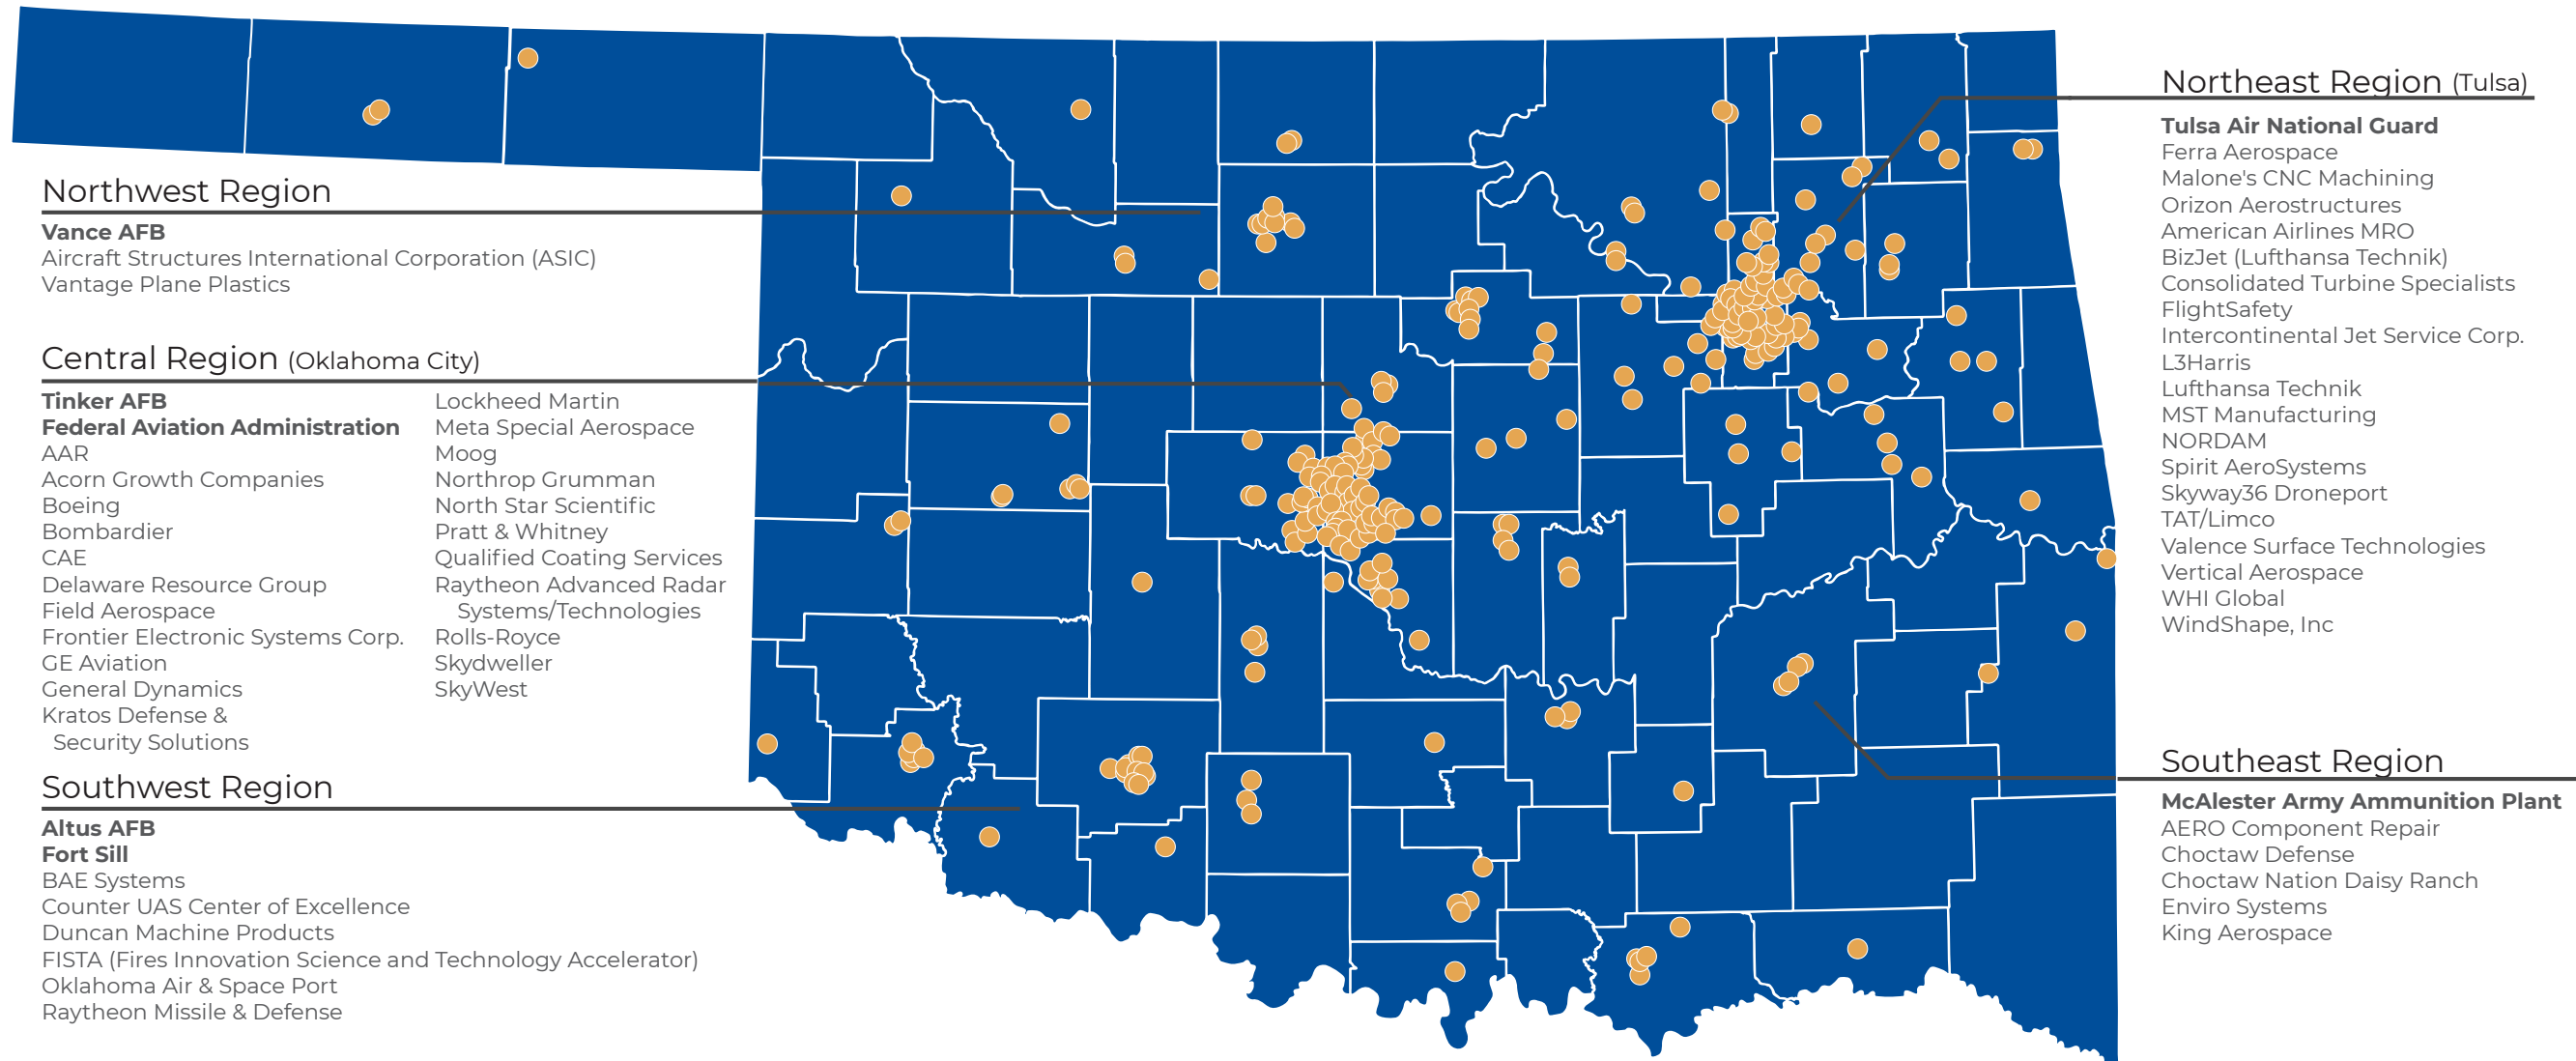 Northwest Region
Vance AFB
Aircraft Structures International Corporation (ASIC)
Vantage Plane Plastics
Central Region (Oklahoma City)
Tinker AFB
Federal Aviation Administration
AAR
Acorn Growth Companies
Boeing
Bombardier
CAE
Delaware Resource Group
Field Aerospace
Frontier Electronic Systems Corp.
GE Aviation
General Dynamics
Kratos Defense &
Security Solutions
Lockheed Martin
Meta Special Aerospace
Moog
Northrop Grumman
North Star Scientific
Pratt & Whitney
Qualified Coating Services
Raytheon Advanced Radar
Systems/Technologies
Rolls-Royce
Skydweller
SkyWest
Southwest Region
Altus AFB
Fort Sill
BAE Systems
Counter UAS Center of Excellence
Duncan Machine Products
FISTA (Fires Innovation Science and Technology Accelerator)
Oklahoma Air & Space Port
Raytheon Missile & Defense
Northeast Region (Tulsa)
Tulsa Air National Guard
Ferra Aerospace
Malone's CNC Machining
Orizon Aerostructures
American Airlines MRO
BizJet (Lufthansa Technik)
Consolidated Turbine Specialists
FlightSafety
Intercontinental Jet Service Corp.
L3Harris
Lufthansa Technik
MST Manufacturing
NORDAM
Spirit AeroSystems
Skyway36 Droneport
TAT/Limco
Valence Surface Technologies
Vertical Aerospace
WHI Global
WindShape, Inc
Southeast Region
McAlester Army Ammunition Plant
AERO Component Repair
Choctaw Defense
Choctaw Nation Daisy Ranch
Enviro Systems
King Aerospace